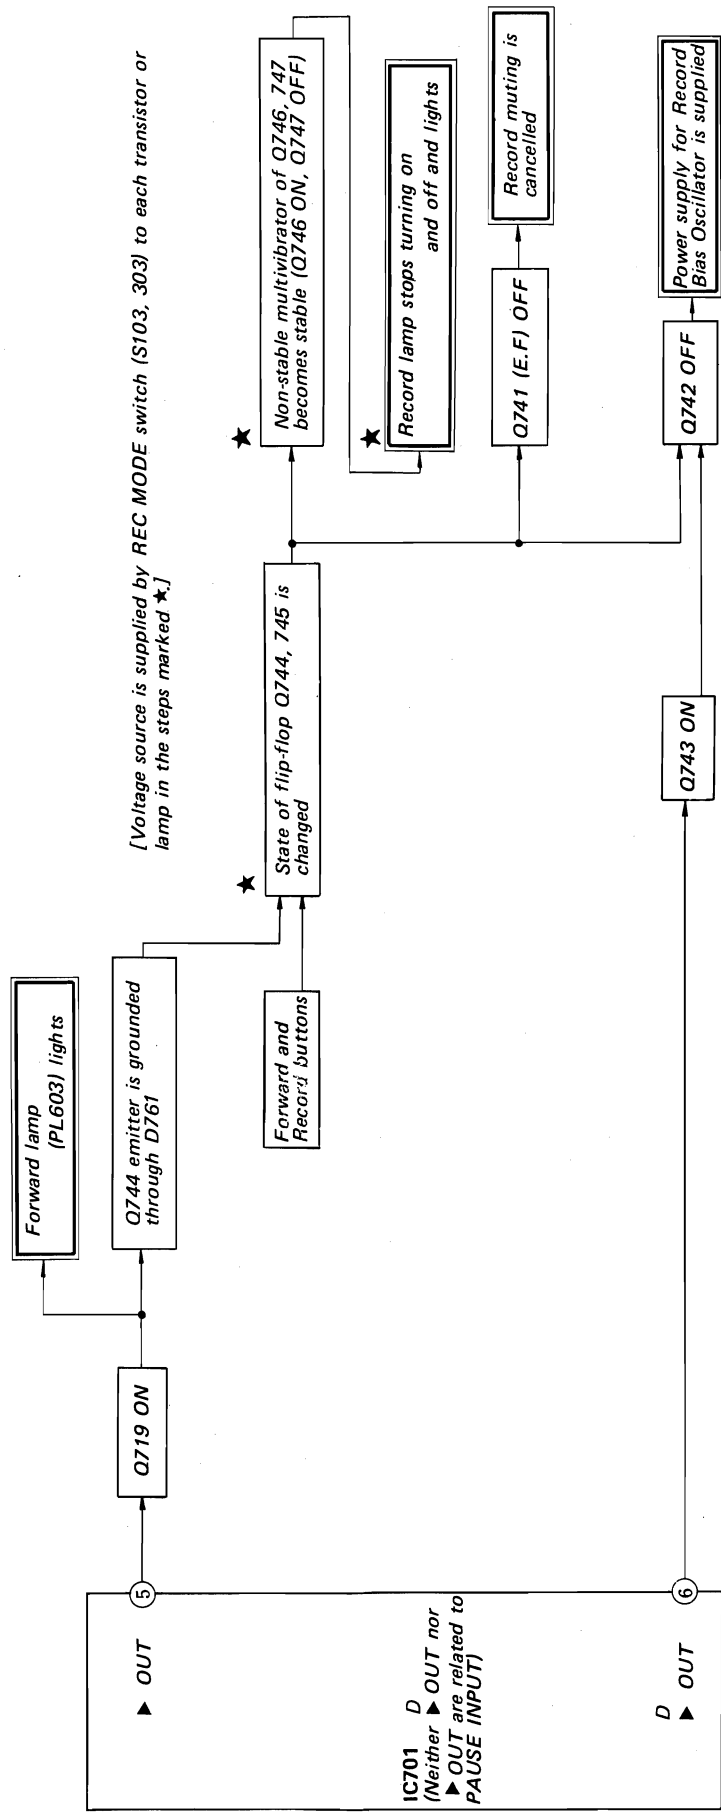 ▶ OUT
5
IC701 D
(Neither ▶ OUT nor
▶ OUT are related to
PAUSE INPUT)
D
▶ OUT
6
Q719 ON
Forward lamp
(PL603) lights
Q744 emitter is grounded
through D761
Forward and
Record buttons
[Voltage source is supplied by REC MODE switch (S103, 303) to each transistor or
lamp in the steps marked ★.]
★
State of flip-flop Q744, 745 is
changed
Q743 ON
★
Non-stable multivibrator of Q746, 747
becomes stable (Q746 ON, Q747 OFF)
★
Record lamp stops turning on
and off and lights
Q741 (E.F) OFF
Record muting is
cancelled
Q742 OFF
Power supply for Record
Bias Oscillator is supplied